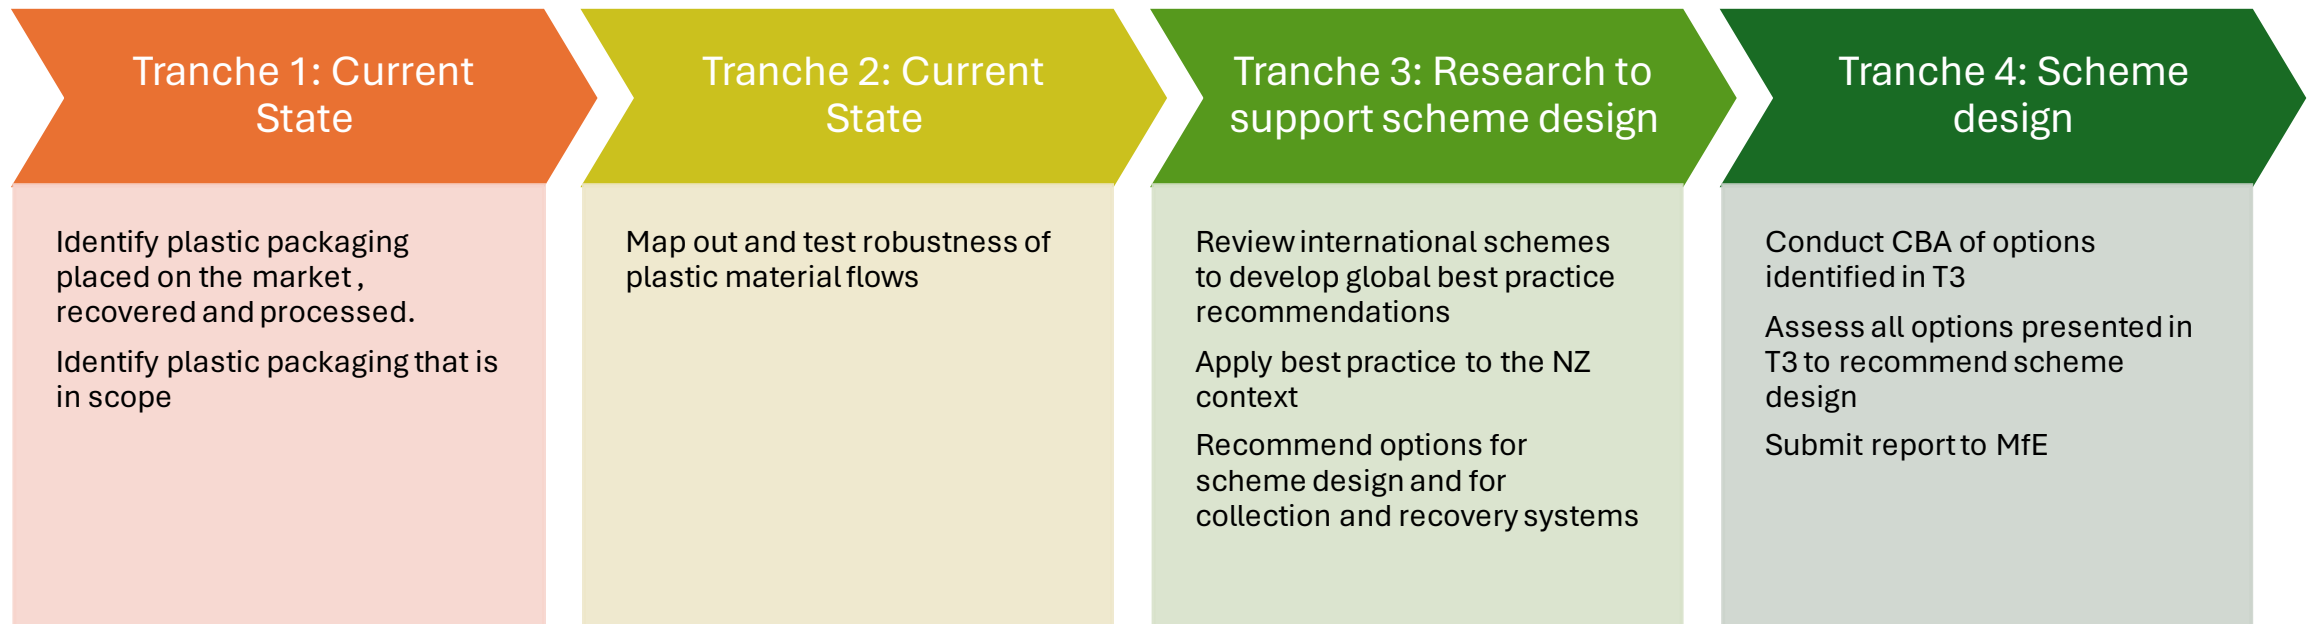 Tranche 1: Current
State
Identify plastic packaging
placed on the market,
recovered and processed.
Identify plastic packaging that is
in scope
Tranche 2: Current
State
Map out and test robustness of
plastic material flows
Tranche 3: Research to
support scheme design
Review international schemes
to develop global best practice
recommendations
Apply best practice to the NZ
context
Recommend options for
scheme design and for
collection and recovery systems
Tranche 4: Scheme
design
Conduct CBA of options
identified in T3
Assess all options presented in
T3 to recommend scheme
design
Submit report to MfE